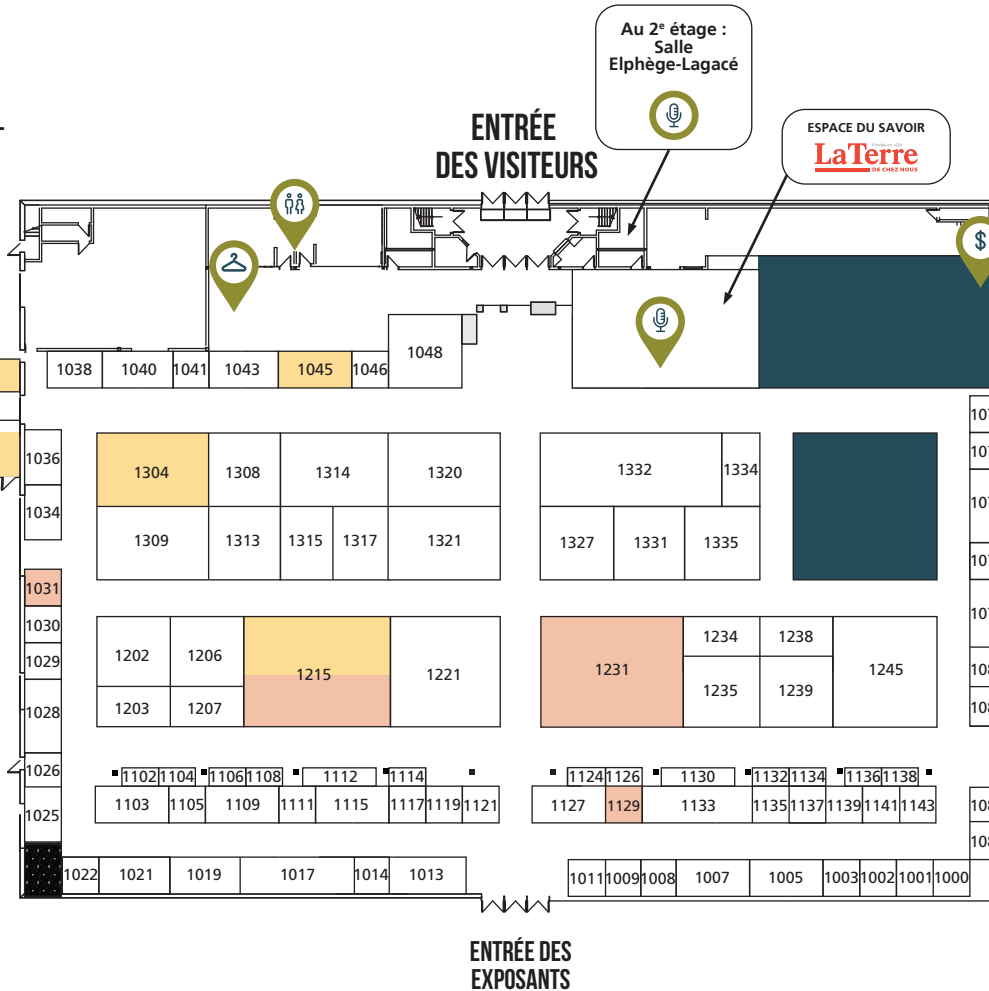 Au 2e étage :
Salle
Elphège-Lagacé
ENTRÉE
DES VISITEURS
ESPACE DU SAVOIR
LaTerre
DE CHEZ NOUS
$
1038 1040 1041 1043 1045 1046 1048
1036 1304 1308 1314 1320 1332 1334
1034 1309 1313 1315 1317 1321 1327 1331 1335
1031
1030 1202 1206 1215 1221 1231 1234 1238 1245
1029
1028 1203 1207 1235 1239
1026 1102 1104 1106 1108 1112 1114 1124 1126 1130 1132 1134 1136 1138
1025 1103 1105 1109 1111 1115 1117 1119 1121 1127 1129 1133 1135 1137 1139 1141 1143
1022 1021 1019 1017 1014 1013 1011 1009 1008 1007 1005 1003 1002 1001 1000
ENTRÉE DES
EXPOSANTS